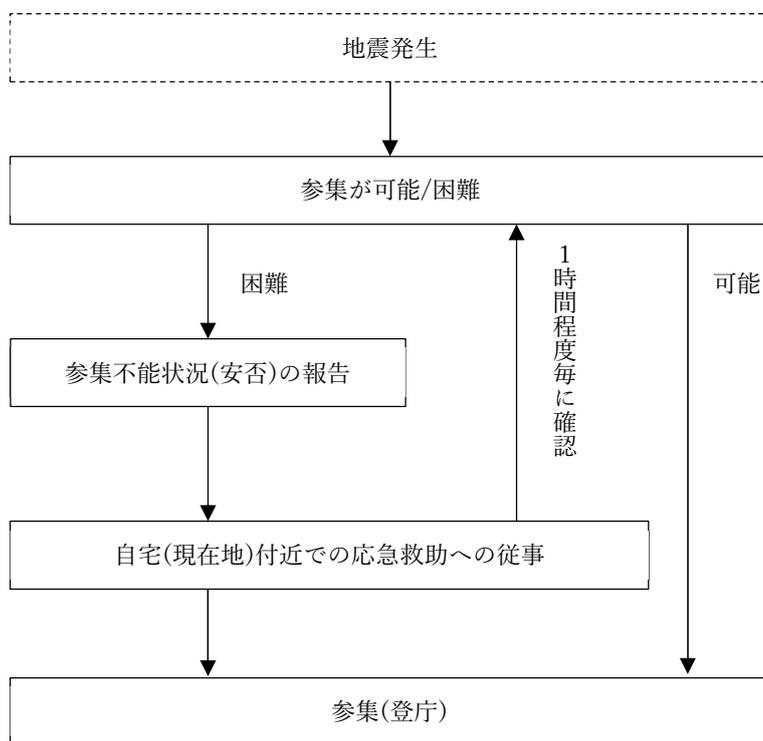 地震発生
参集が可能/困難
困難
1時間程度毎に確認
可能
参集不能状況(安否)の報告
自宅(現在地)付近での応急救助への従事
参集(登庁)